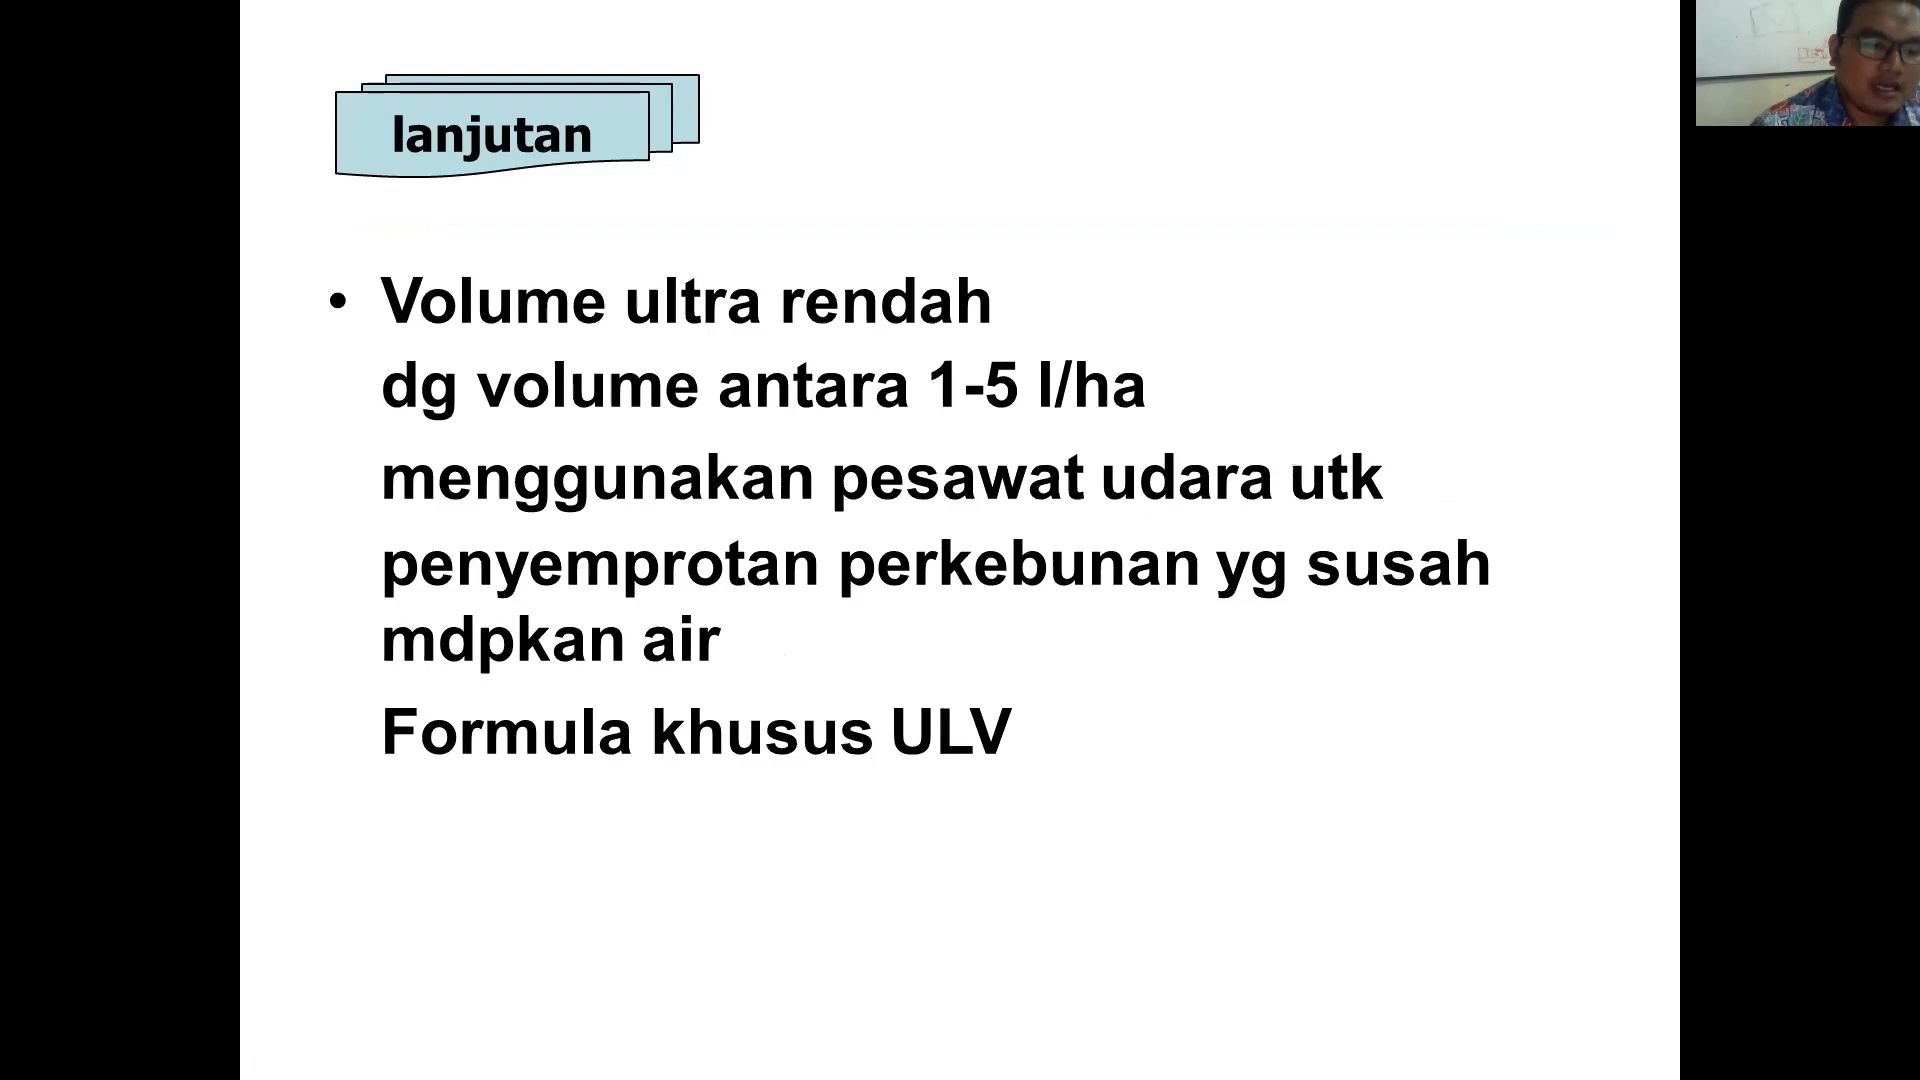 lanjutan
• Volume ultra rendah
dg volume antara 1-5 l/ha
menggunakan pesawat udara utk
penyemprotan perkebunan yg susah
mdpkan air
Formula khusus ULV